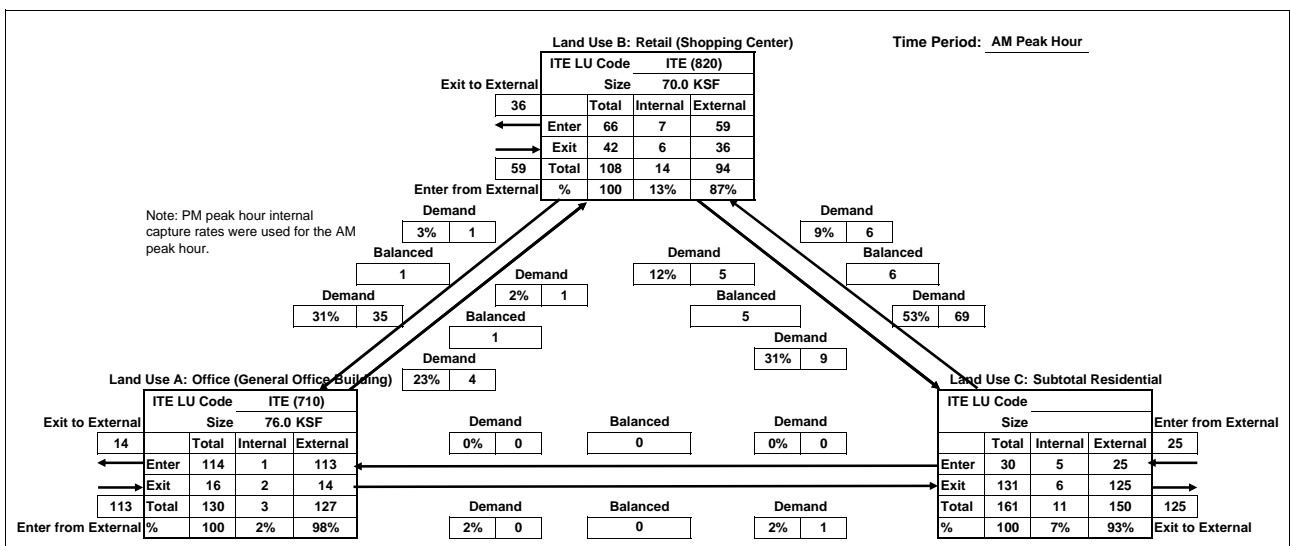 Land Use B: Retail (Shopping Center)
Time Period: AM Peak Hour
ITE LU Code ITE (820)
Exit to External Size 70.0 KSF
36 Total Internal External
Enter 66 7 59
Exit 42 6 36
59 Total 108 14 94
Enter from External % 100 13% 87%
Note: PM peak hour internal
capture rates were used for the AM
peak hour.
Demand
3% 1
Balanced
1
Demand
31% 35
Demand
2% 1
Balanced
1
Demand
23% 4
Demand
12% 5
Balanced
5
Demand
31% 9
Demand
9% 6
Balanced
6
Demand
53% 69
Land Use A: Office (General Office Building)
ITE LU Code ITE (710)
Exit to External Size 76.0 KSF
14 Total Internal External
Enter 114 1 113
Exit 16 2 14
113 Total 130 3 127
Enter from External % 100 2% 98%
Demand Balanced Demand
0% 0 0 0% 0
Demand Balanced Demand
2% 0 0 2% 1
Land Use C: Subtotal Residential
ITE LU Code
Size Enter from External
Total Internal External 25
Enter 30 5 25
Exit 131 6 125
Total 161 11 150 125
% 100 7% 93% Exit to External